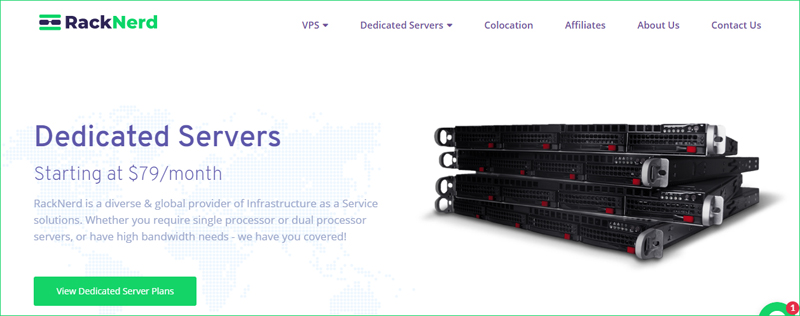 RackNerd
VPS
Dedicated Servers
Colocation
Affiliates
About Us
Contact Us
Dedicated Servers
Starting at $79/month
RackNerd is a diverse & global provider of Infrastructure as a Service
solutions. Whether you require single processor or dual processor
servers, or have high bandwidth needs - we have you covered!
View Dedicated Server Plans
1